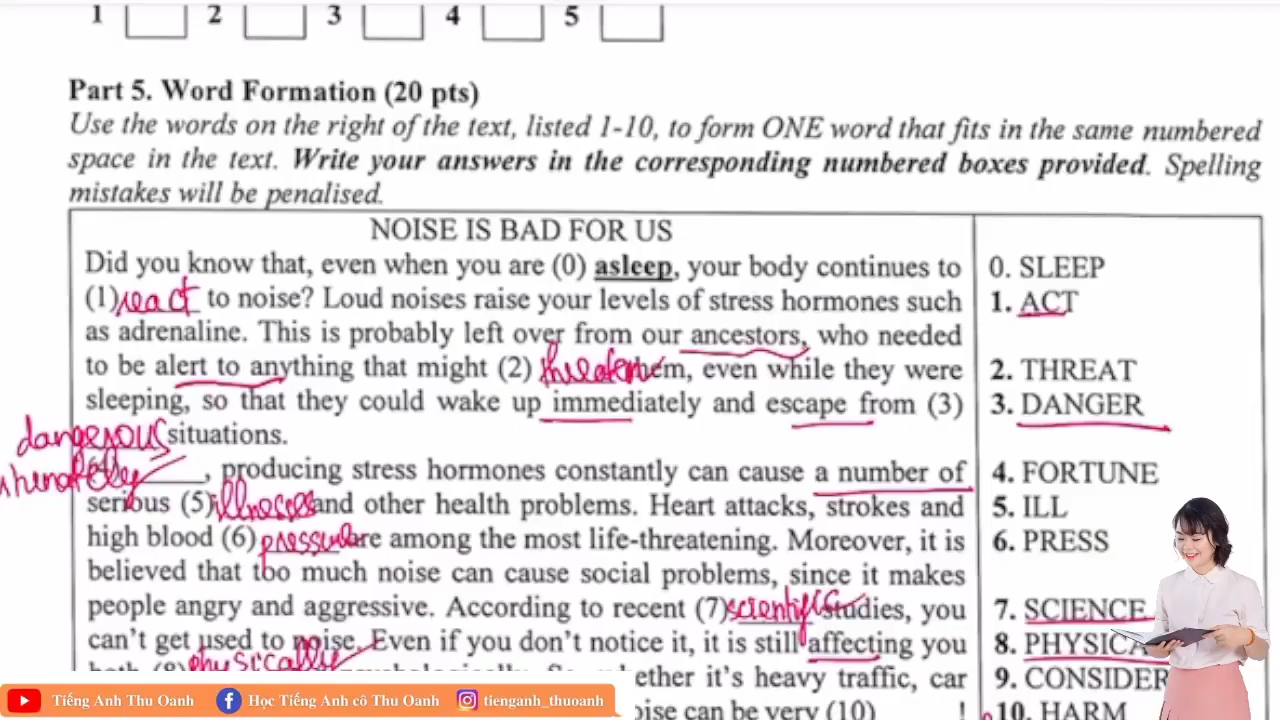 1 2 3 4 5
Part 5. Word Formation (20 pts)
Use the words on the right of the text, listed 1-10, to form ONE word that fits in the same numbered
space in the text. Write your answers in the corresponding numbered boxes provided. Spelling
mistakes will be penalised.
NOISE IS BAD FOR US
Did you know that, even when you are (0) asleep, your body continues to
(1) react to noise? Loud noises raise your levels of stress hormones such
as adrenaline. This is probably left over from our ancestors, who needed
to be alert to anything that might (2) threaten them, even while they were
sleeping, so that they could wake up immediately and escape from (3)
dangerous situations.
, producing stress hormones constantly can cause a number of
serious (5) illnesses and other health problems. Heart attacks, strokes and
high blood (6) pressure are among the most life-threatening. Moreover, it is
believed that too much noise can cause social problems, since it makes
people angry and aggressive. According to recent (7) scientific studies, you
can't get used to noise. Even if you don't notice it, it is still affecting you
both (8) physically psychologically. So, whether it's heavy traffic, car
noise can be very (10) !
0. SLEEP
1. ACT
2. THREAT
3. DANGER
4. FORTUNE
5. ILL
6. PRESS
7. SCIENCE
8. PHYSICA
9. CONSIDER
10. HARM
Tiếng Anh Thu Oanh Học Tiếng Anh cô Thu Oanh tienganh_thuoanh